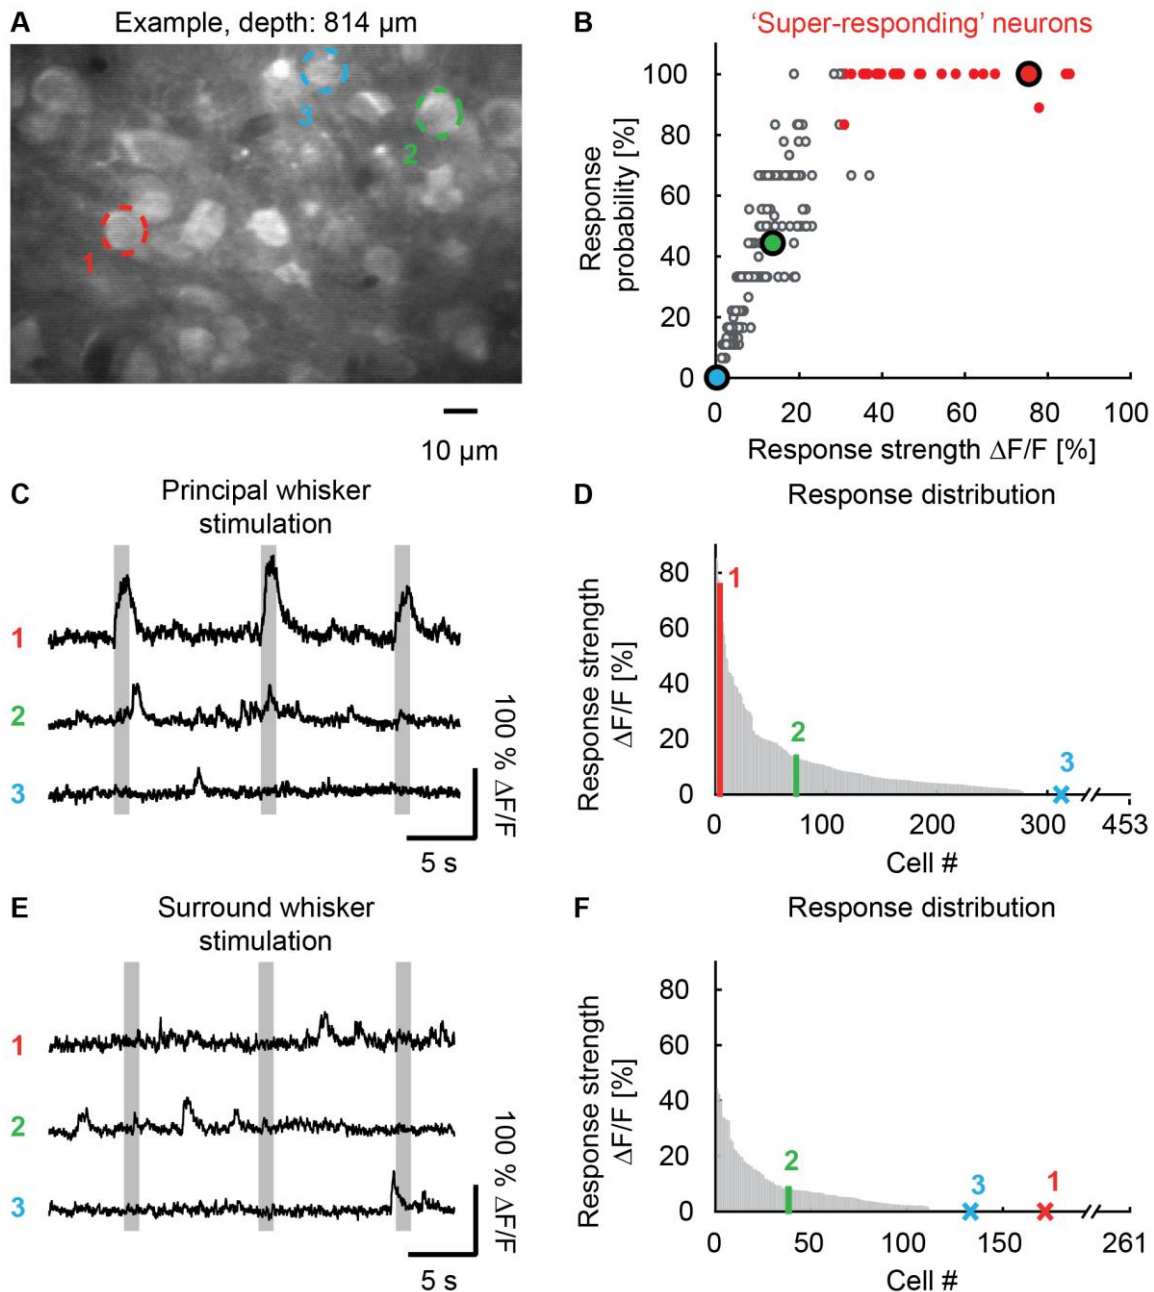 A
Example, depth: 814 µm
1
2
3
10 µm
B
'Super-responding' neurons
Response
probability [%]
100
80
60
40
20
0
0 20 40 60 80 100
Response strength ΔF/F [%]
C
Principal whisker
stimulation
1
2
3
100 % ΔF/F
5 s
D
Response distribution
Response strength
ΔF/F [%]
80
60
40
20
0
1
2
3
0 100 200 300 453
Cell #
E
Surround whisker
stimulation
1
2
3
100 % ΔF/F
5 s
F
Response distribution
Response strength
ΔF/F [%]
80
60
40
20
0
2
3
1
0 50 100 150 261
Cell #